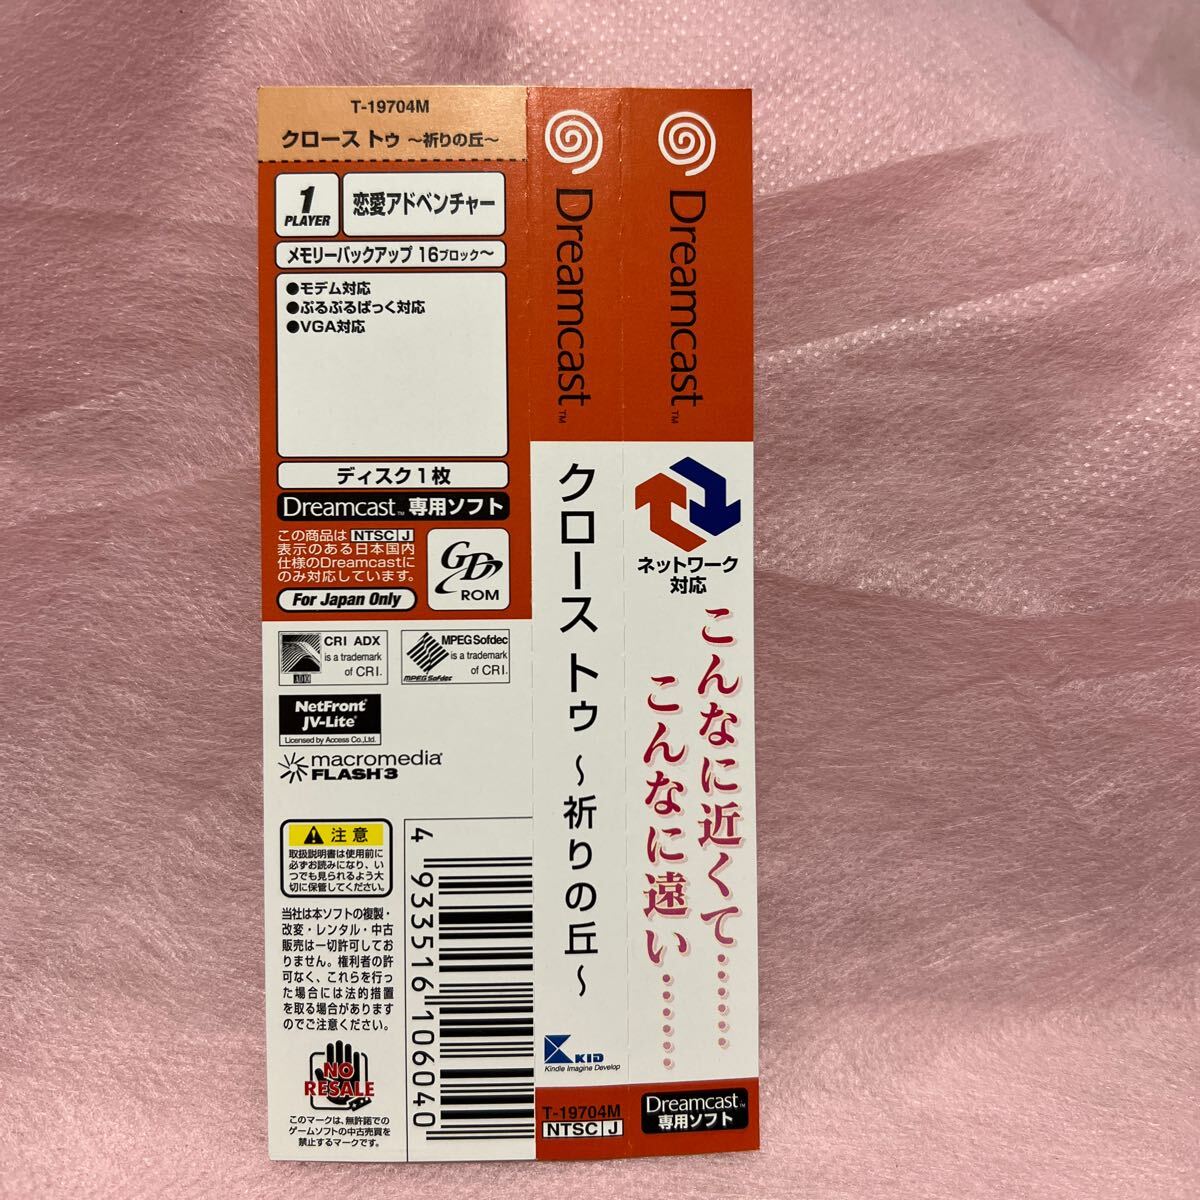 T-19704M
クロース トゥ ～祈りの丘～
1
PLAYER
恋愛アドベンチャー
メモリーバックアップ 16ブロック～
●モデム対応
●ぷるぷるぱっく対応
●VGA対応
ディスク1枚
Dreamcast™ 専用ソフト
この商品は NTSC J
表示のある日本国内
仕様のDreamcastに
のみ対応しています。
For Japan Only
GD
ROM
CRI ADX
is a trademark
of CRI.
ADX
MPEG Sofdec
is a trademark
of CRI.
MPEG Sofdec
NetFront®
JV-Lite®
Licensed by Access Co.,Ltd.
macromedia®
FLASH 3
注意
取扱説明書は使用前に
必ずお読みになり、い
つでも見られるよう大
切に保管してください。
当社は本ソフトの複製・
改変・レンタル・中古
販売は一切許可してお
りません。権利者の許
可なく、これらを行っ
た場合には法的措置
を取る場合があります
のでご注意ください。
NO
RESALE
このマークは、無許諾での
ゲームソフトの中古売買を
禁止するマークです。
4 933516 106040
Dreamcast™
クロース トゥ ～祈りの丘～
KID
Kindle Imagine Develop
T-19704M
NTSC J
Dreamcast™
ネットワーク
対応
こんなに近くて……
こんなに遠い……
Dreamcast™
専用ソフト